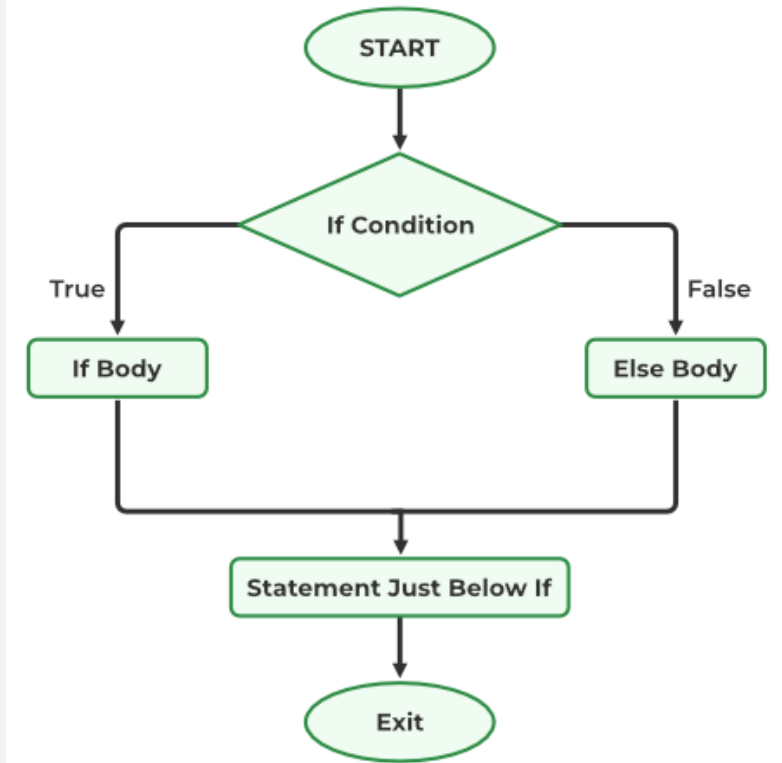 START
If Condition
True
False
If Body
Else Body
Statement Just Below If
Exit